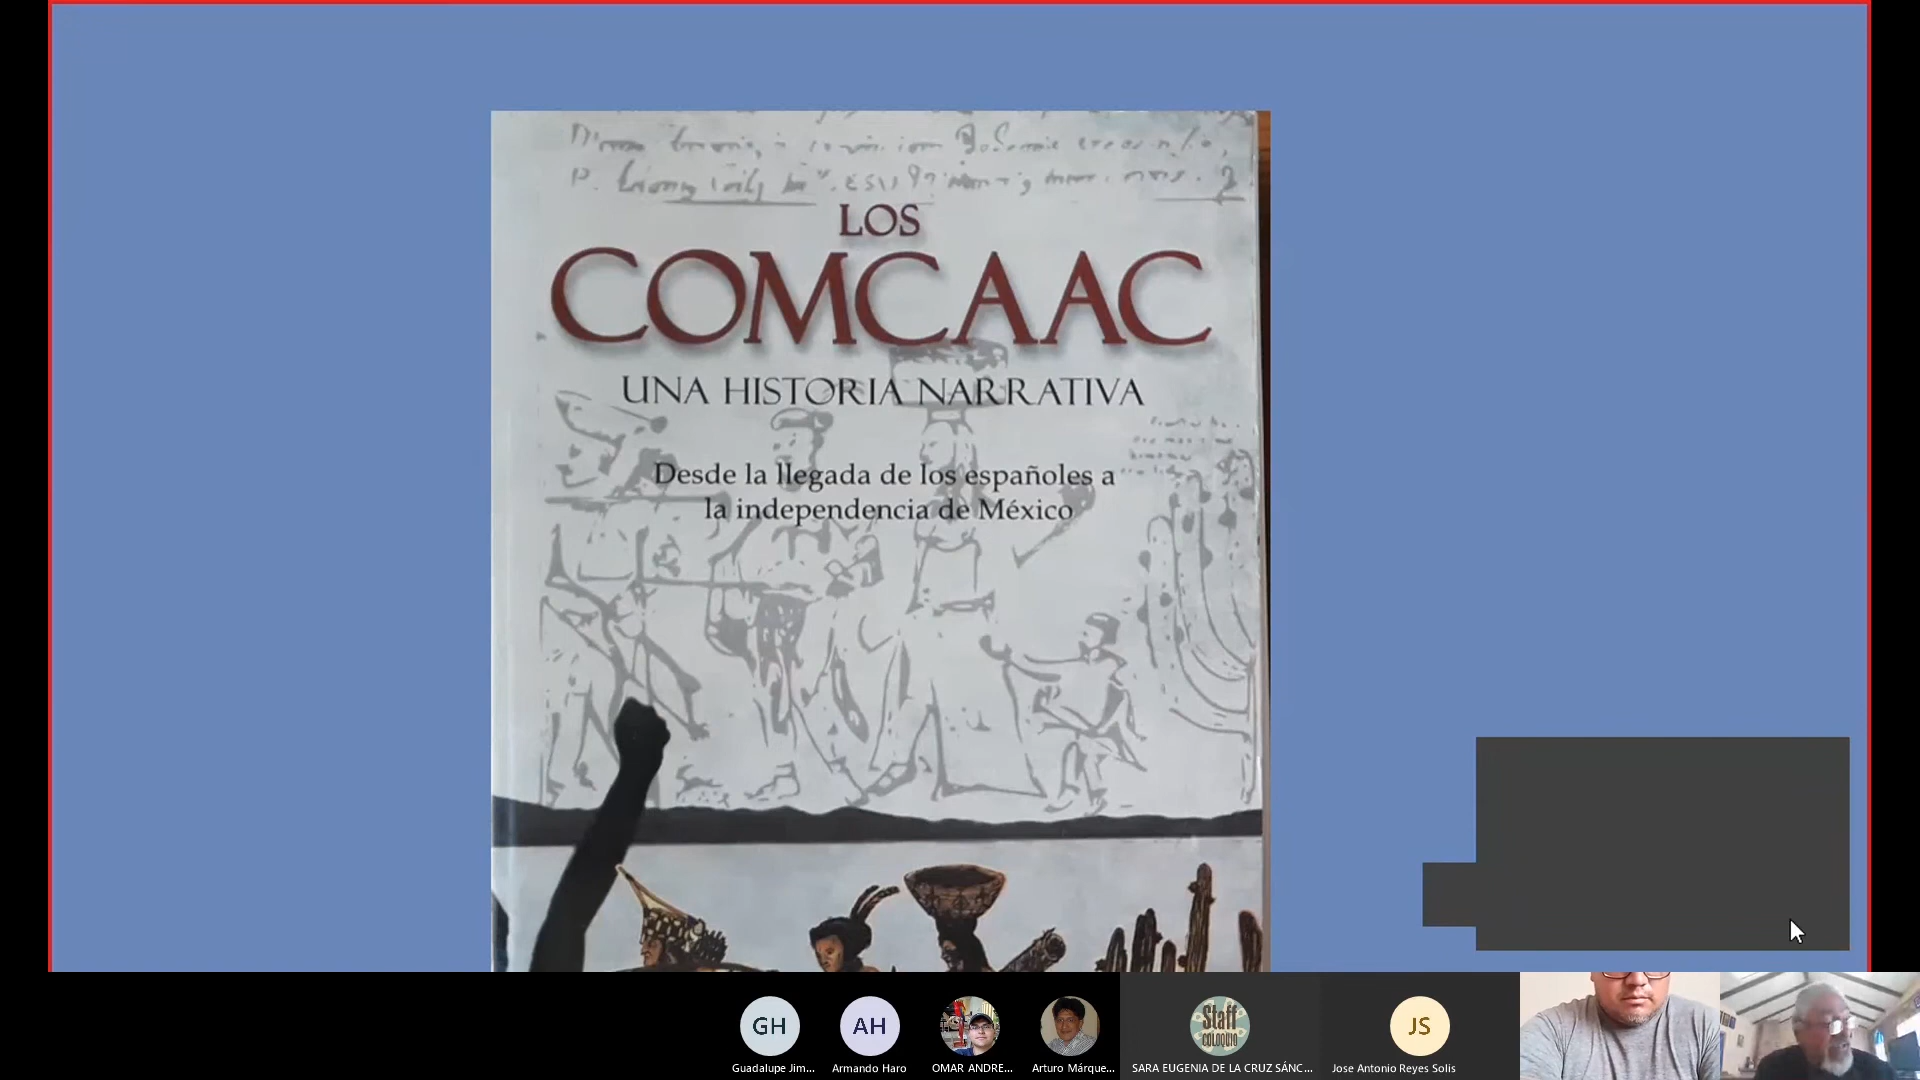 LOS
COMCAAC
UNA HISTORIA NARRATIVA
Desde la llegada de los españoles a
la independencia de México
GH
AH
Staff
COLOQUIO
JS
Guadalupe Jim...
Armando Haro
OMAR ANDRE...
Arturo Márque...
SARA EUGENIA DE LA CRUZ SÁNC...
Jose Antonio Reyes Solis